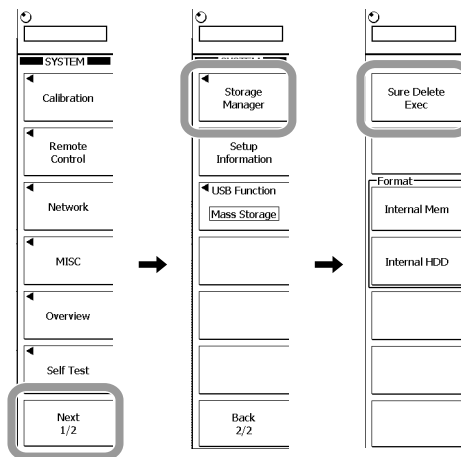 SYSTEM
Calibration
Remote
Control
Network
MISC
Overview
Self Test
Next
1/2
Storage
Manager
Setup
Information
USB Function
Mass Storage
Back
2/2
Sure Delete
Exec
Format
Internal Mem
Internal HDD